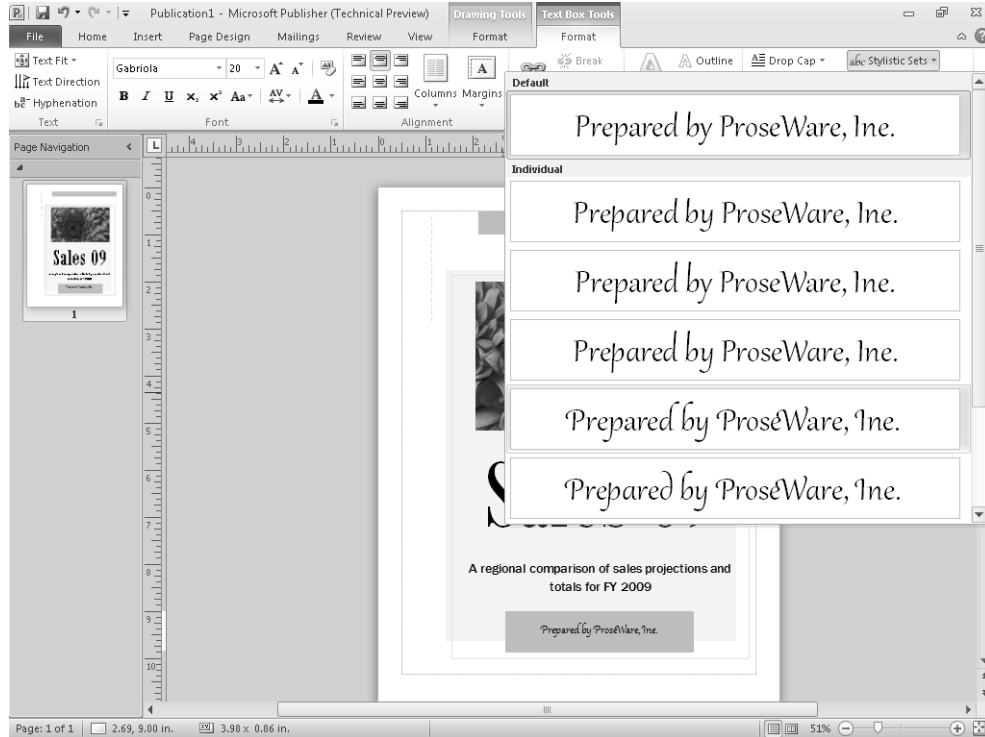 Publication1 - Microsoft Publisher (Technical Preview)
Drawing Tools
Text Box Tools
File
Home
Insert
Page Design
Mailings
Review
View
Format
Format
Text Fit
Text Direction
Hyphenation
Text
Gabriola
20
Font
Columns
Margins
Alignment
Break
Outline
Drop Cap
abc Stylistic Sets
Page Navigation
Sales 09
1
Default
Prepared by ProseWare, Inc.
Individual
Prepared by ProseWare, Inc.
Prepared by ProseWare, Inc.
Prepared by ProseWare, Inc.
Prepared by ProseWare, Inc.
Prepared by ProseWare, Inc.
A regional comparison of sales projections and
totals for FY 2009
Prepared by ProseWare, Inc.
Page: 1 of 1
2.69, 9.00 in.
3.98 x 0.86 in.
51%